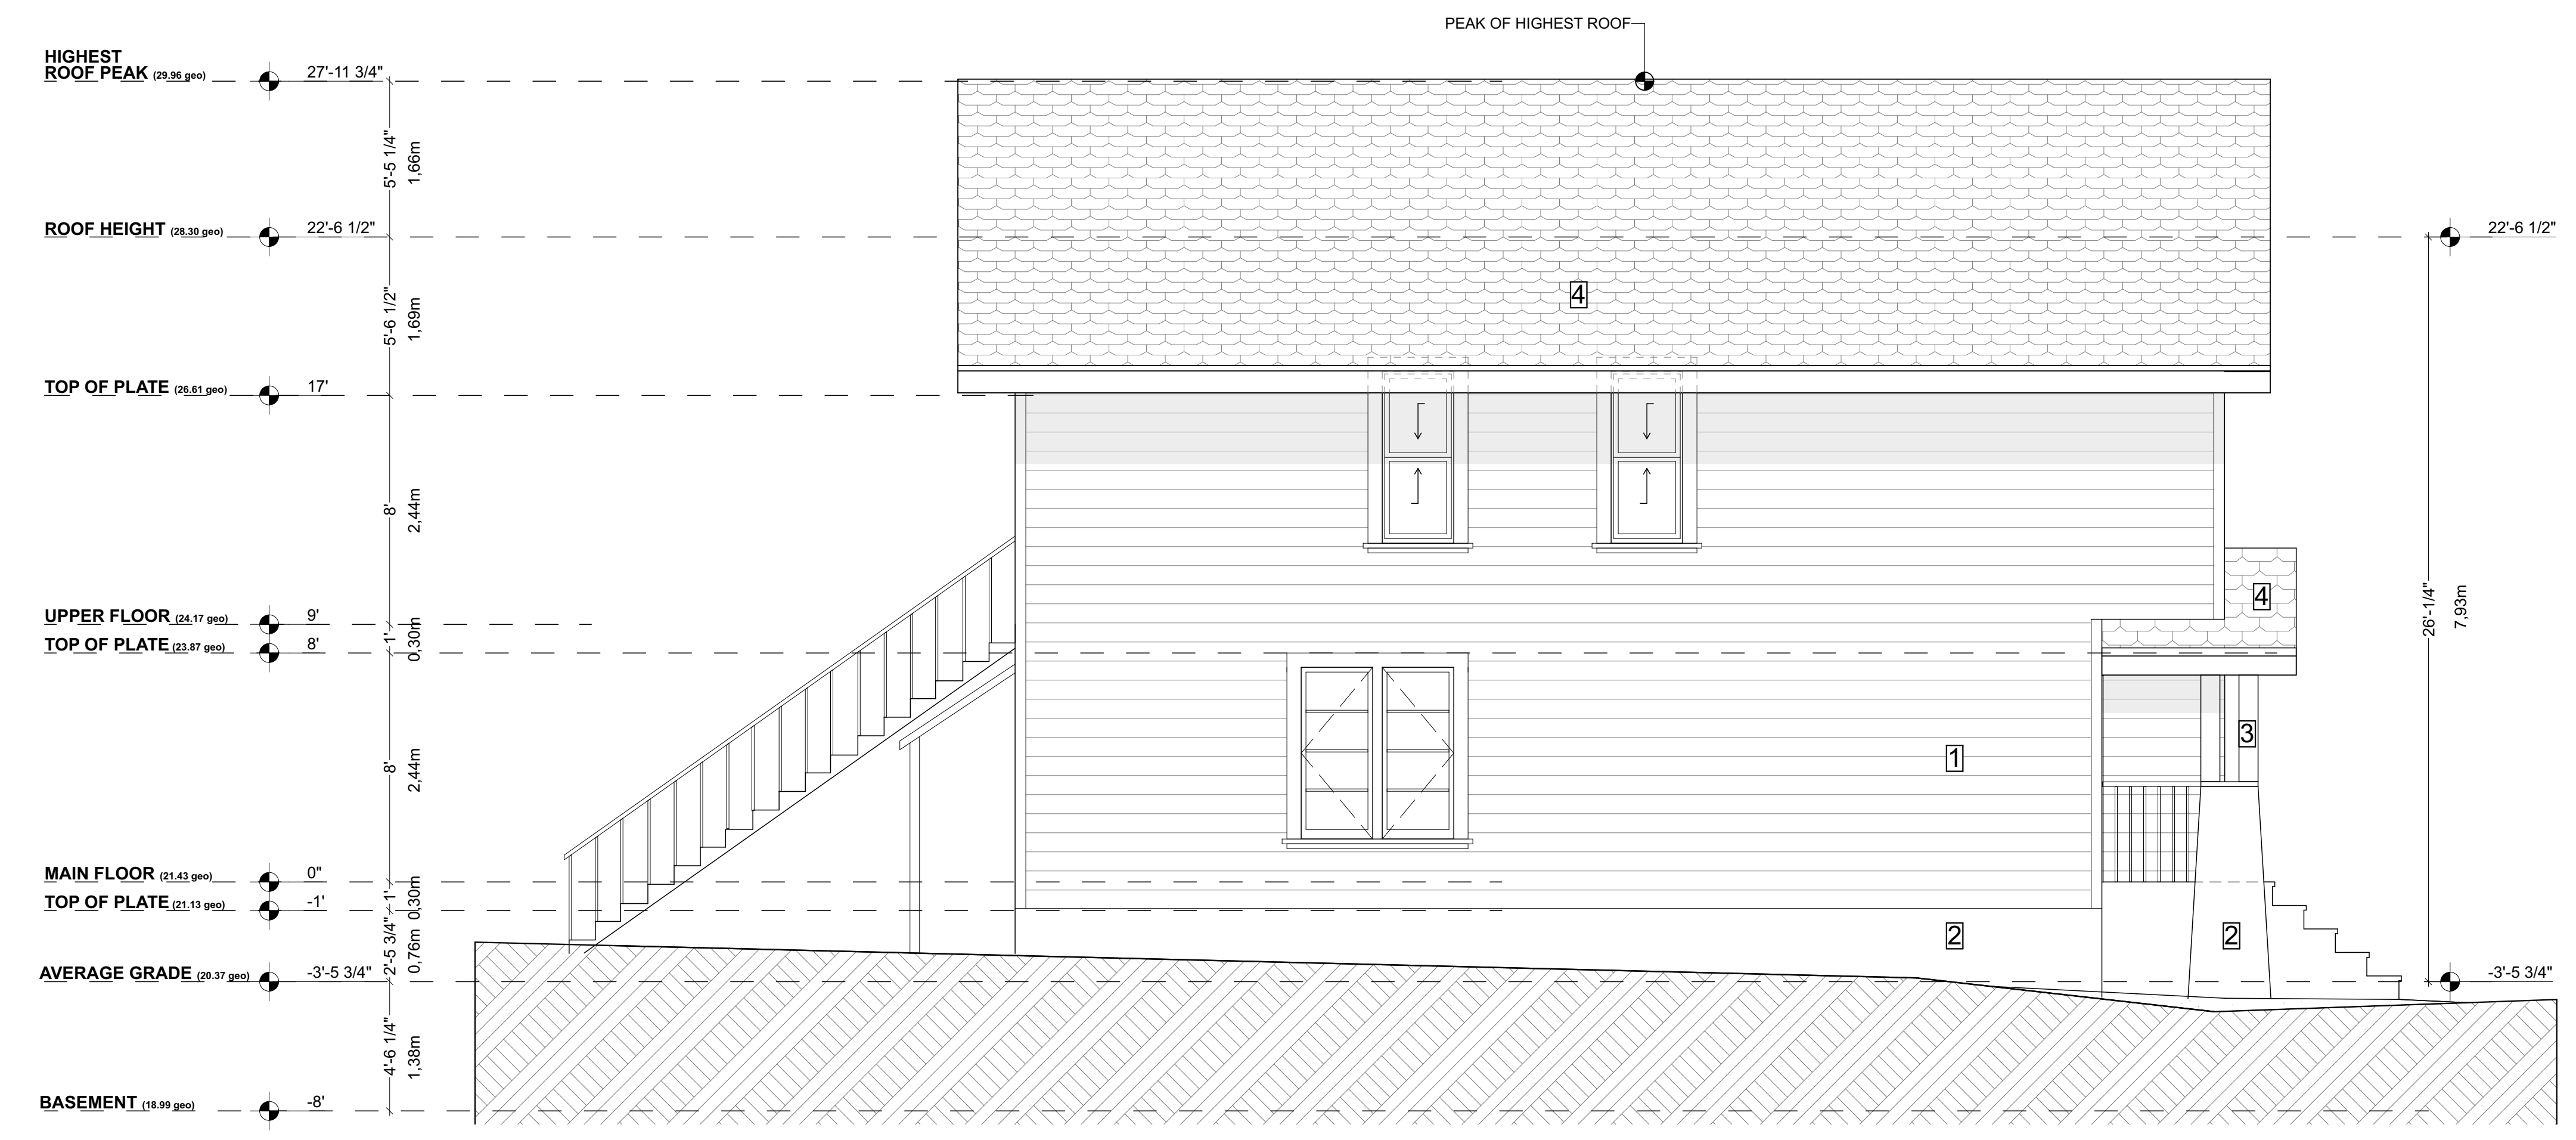 PEAK OF HIGHEST ROOF
HIGHEST
ROOF PEAK (29.96 geo) 27'-11 3/4"
5'-5 1/4"
1,66m
ROOF HEIGHT (28.30 geo) 22'-6 1/2"
22'-6 1/2"
4
5'-6 1/2"
1,69m
TOP OF PLATE (26.61 geo) 17'
8'
2,44m
UPPER FLOOR (24.17 geo) 9'
4
26'-1/4"
7,93m
1'
0,30m
TOP OF PLATE (23.87 geo) 8'
3
1
8'
2,44m
MAIN FLOOR (21.43 geo) 0"
1'
0,30m
TOP OF PLATE (21.13 geo) -1'
2
2
2'-5 3/4"
0,76m
AVERAGE GRADE (20.37 geo) -3'-5 3/4"
-3'-5 3/4"
4'-6 1/4"
1,38m
BASEMENT (18.99 geo) -8'